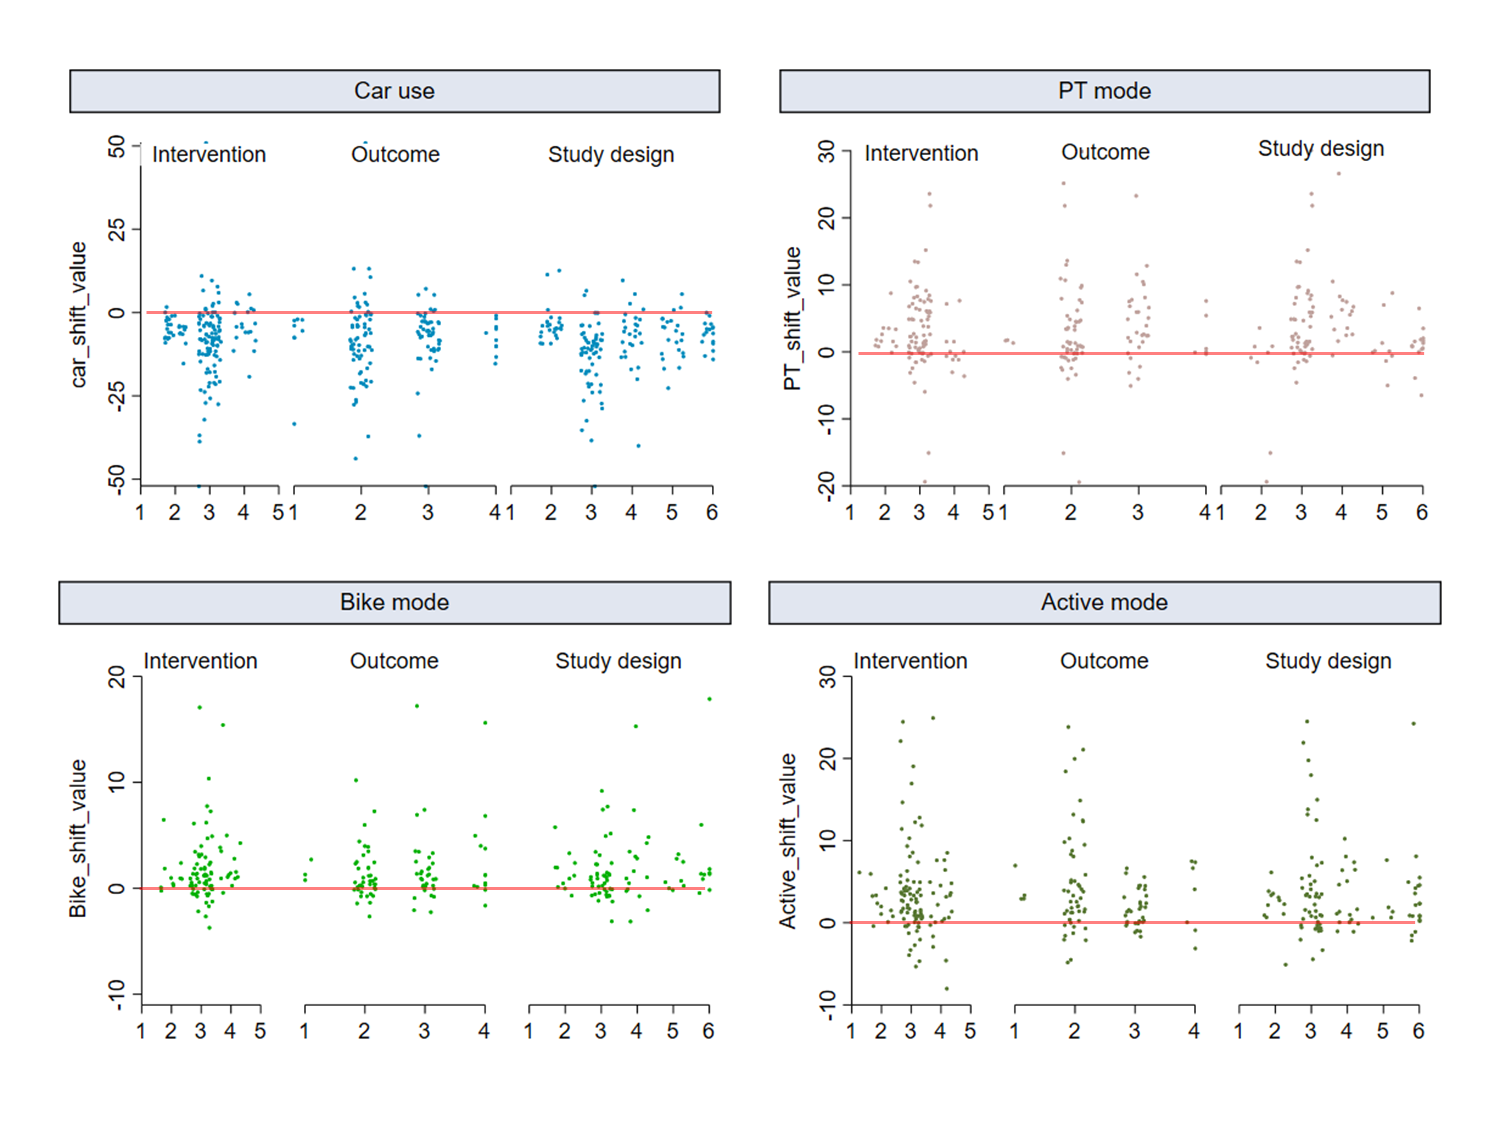 Car use
PT mode
50
25
0
-25
-50
car_shift_value
Intervention
Outcome
Study design
1 2 3 4 5 1 2 3 4 1 2 3 4 5 6
30
20
10
0
-10
-20
PT_shift_value
Intervention
Outcome
Study design
1 2 3 4 5 1 2 3 4 1 2 3 4 5 6
Bike mode
Active mode
20
10
0
-10
Bike_shift_value
Intervention
Outcome
Study design
1 2 3 4 5 1 2 3 4 1 2 3 4 5 6
30
20
10
0
-10
Active_shift_value
Intervention
Outcome
Study design
1 2 3 4 5 1 2 3 4 1 2 3 4 5 6